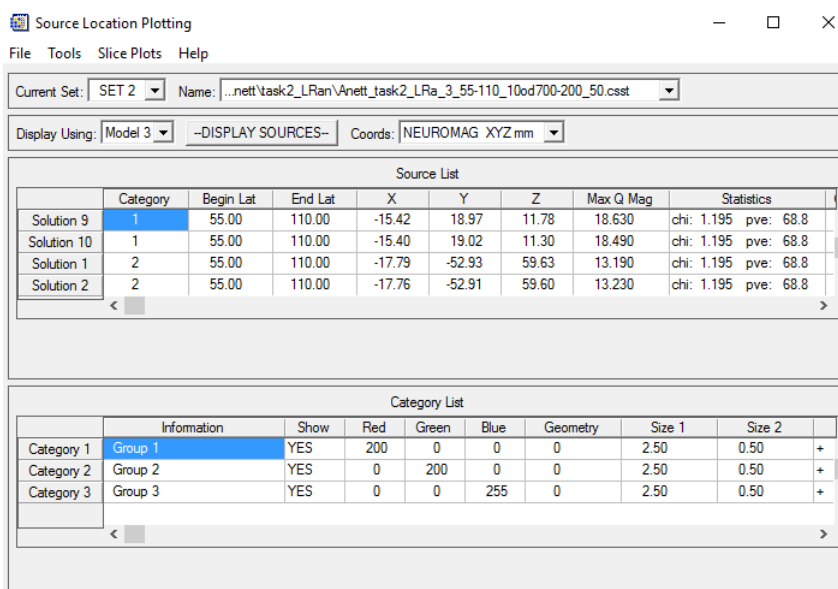 Source Location Plotting
File Tools Slice Plots Help
Current Set: SET 2 Name: ...nett\task2_LRan\Anett_task2_LRa_3_55-110_10od700-200_50.csst
Display Using: Model 3 --DISPLAY SOURCES-- Coords: NEUROMAG XYZ mm
Source List
Category Begin Lat End Lat X Y Z Max Q Mag Statistics
Solution 9 1 55.00 110.00 -15.42 18.97 11.78 18.630 chi: 1.195 pve: 68.8
Solution 10 1 55.00 110.00 -15.40 19.02 11.30 18.490 chi: 1.195 pve: 68.8
Solution 1 2 55.00 110.00 -17.79 -52.93 59.63 13.190 chi: 1.195 pve: 68.8
Solution 2 2 55.00 110.00 -17.76 -52.91 59.60 13.230 chi: 1.195 pve: 68.8
Category List
Information Show Red Green Blue Geometry Size 1 Size 2
Category 1 Group 1 YES 200 0 0 0 2.50 0.50 +
Category 2 Group 2 YES 0 200 0 0 2.50 0.50 +
Category 3 Group 3 YES 0 0 255 0 2.50 0.50 +